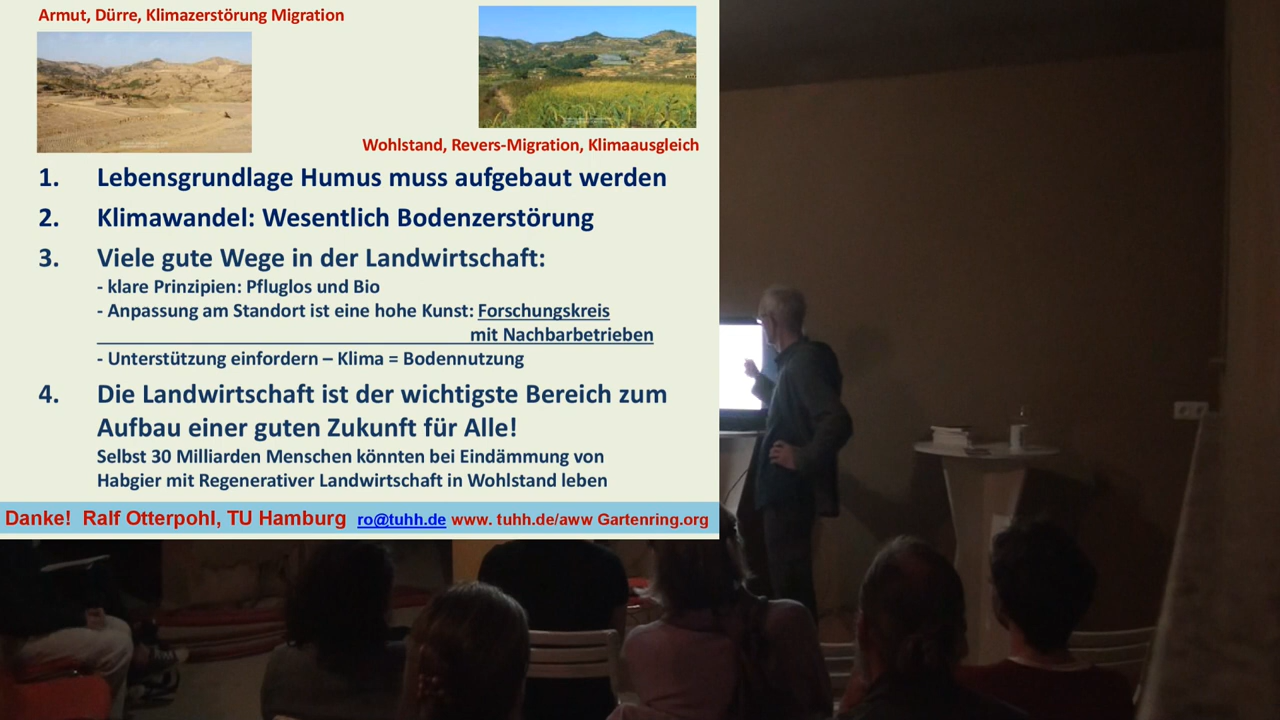 Armut, Dürre, Klimazerstörung Migration
Wohlstand, Revers-Migration, Klimaausgleich
1. Lebensgrundlage Humus muss aufgebaut werden
2. Klimawandel: Wesentlich Bodenzerstörung
3. Viele gute Wege in der Landwirtschaft:
- klare Prinzipien: Pfluglos und Bio
- Anpassung am Standort ist eine hohe Kunst: Forschungskreis
mit Nachbarbetrieben
- Unterstützung einfordern – Klima = Bodennutzung
4. Die Landwirtschaft ist der wichtigste Bereich zum
Aufbau einer guten Zukunft für Alle!
Selbst 30 Milliarden Menschen könnten bei Eindämmung von
Habgier mit Regenerativer Landwirtschaft in Wohlstand leben
Danke! Ralf Otterpohl, TU Hamburg ro@tuhh.de www. tuhh.de/aww Gartenring.org